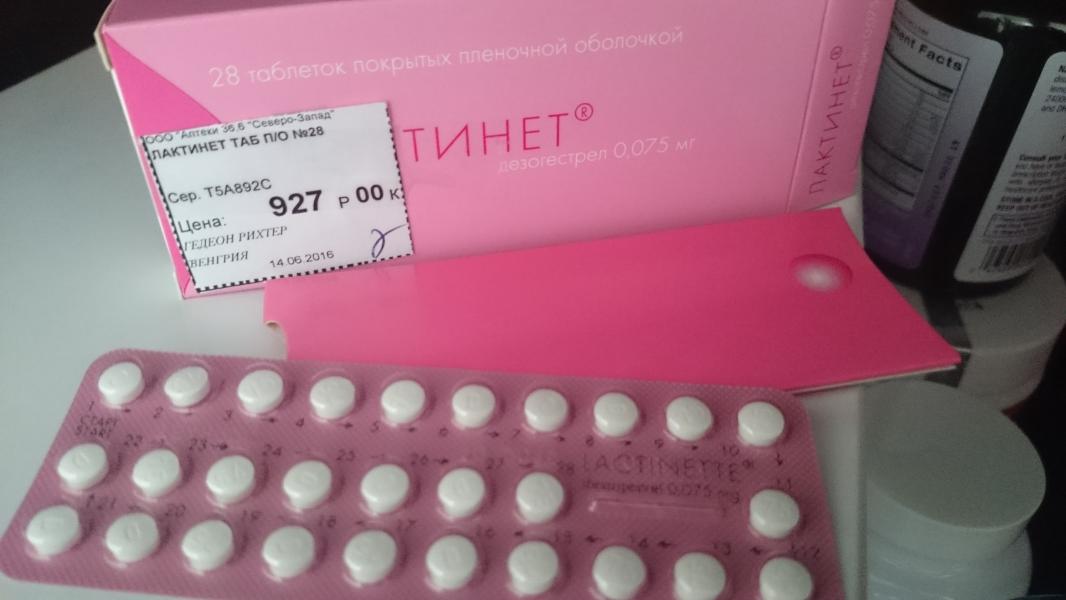 28 таблеток покрытых пленочной оболочкой
ТИНЕТ®
дезогестрел 0,075 мг
ЛАКТИНЕТ®
ООО "Аптеки 36,6 "Северо-Запад"
ЛАКТИНЕТ ТАБ П/О №28
Сер. Т5А892С
Цена: 927 Р 00 К
ГЕДЕОН РИХТЕР
ВЕНГРИЯ 14.06.2016
ent Facts
1 2 3 4 5 6 7 8 9 10
СТАРТ
START
22 23 24 25 26 27 28
LACTINETTE®
0,075 mg
11
21 20 19 18 17 16 15 14 13 12